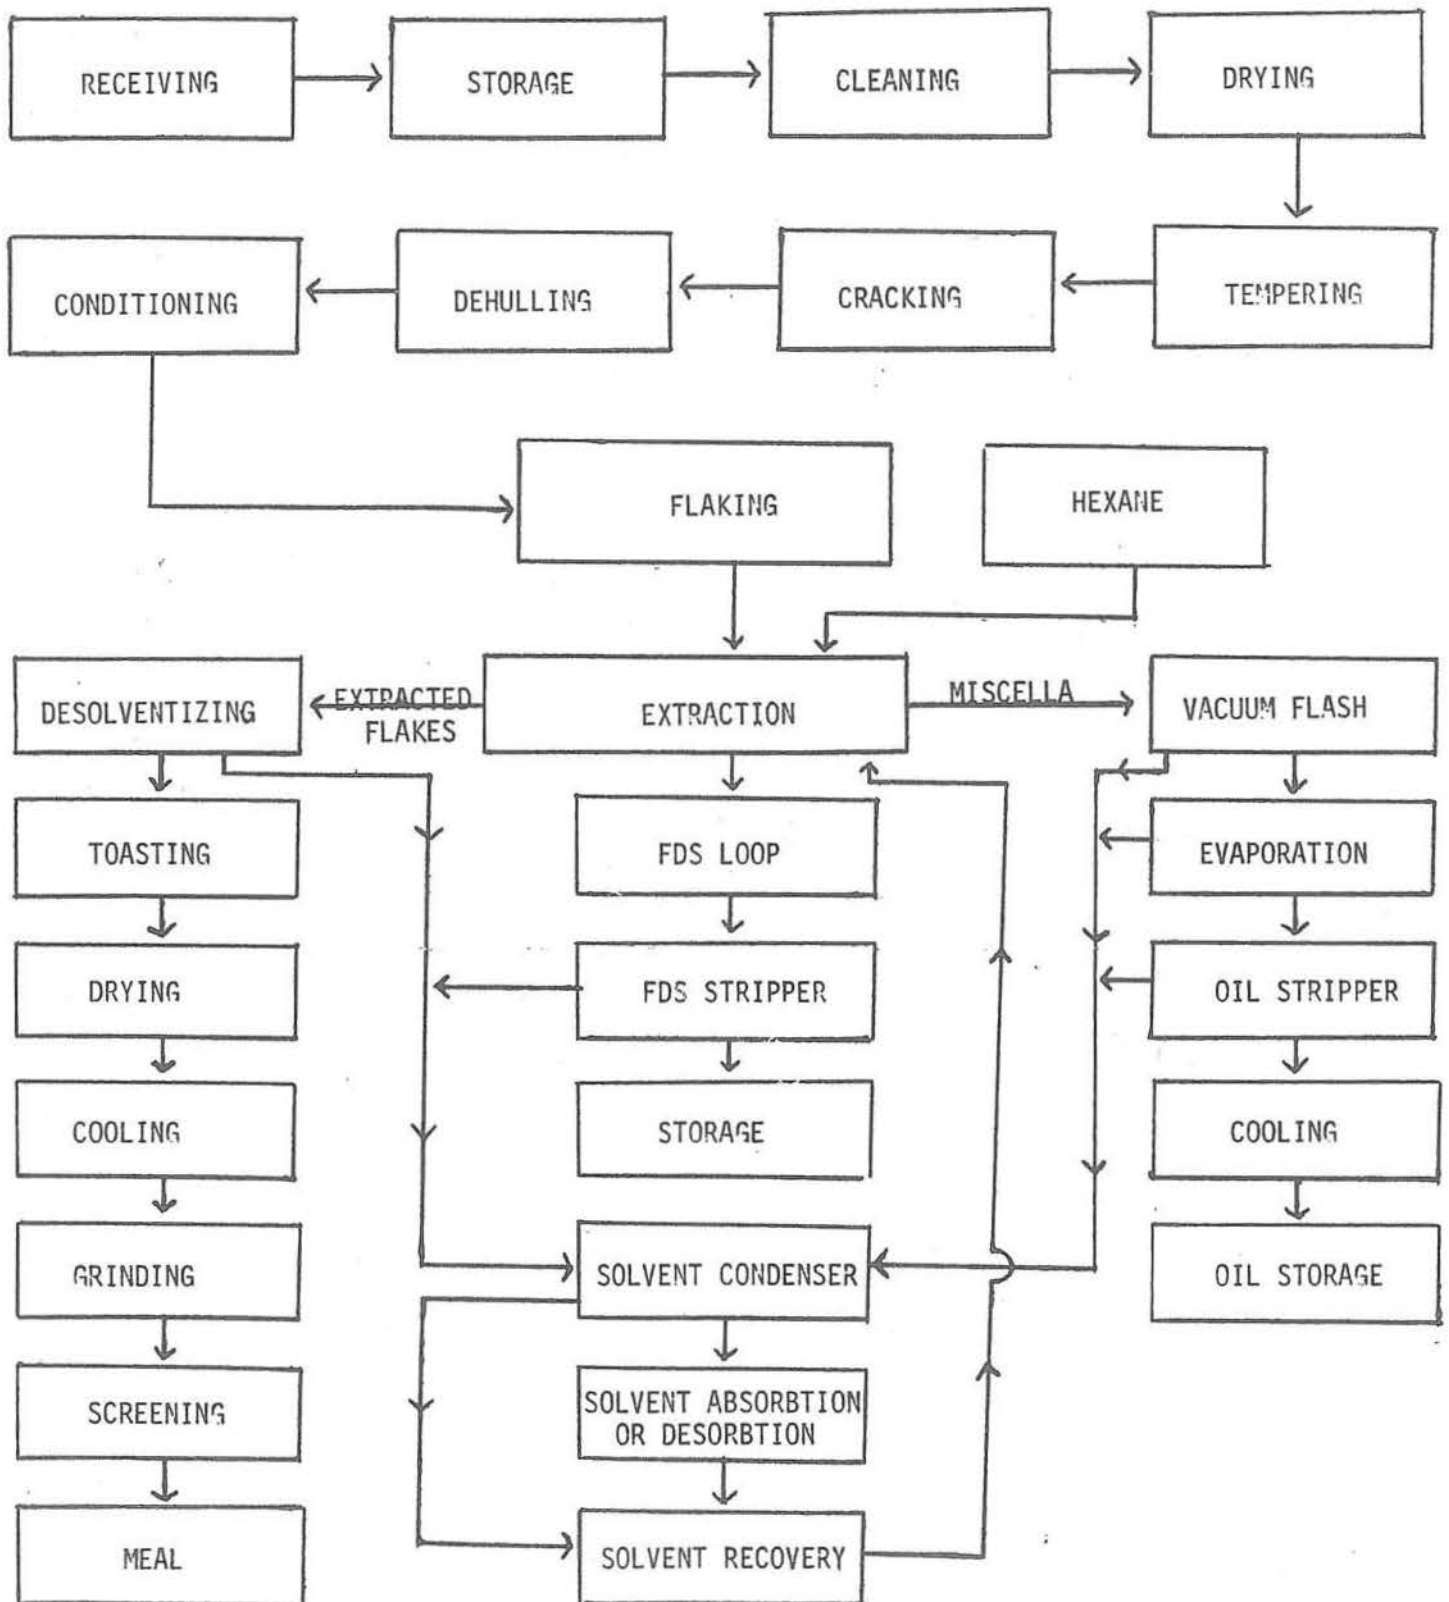 RECEIVING
STORAGE
CLEANING
DRYING
CONDITIONING
DEHULLING
CRACKING
TEMPERING
FLAKING
HEXANE
DESOLVENTIZING
EXTRACTED
FLAKES
EXTRACTION
MISCELLA
VACUUM FLASH
TOASTING
FDS LOOP
EVAPORATION
DRYING
FDS STRIPPER
OIL STRIPPER
COOLING
STORAGE
COOLING
GRINDING
SOLVENT CONDENSER
OIL STORAGE
SCREENING
SOLVENT ABSORBTION
OR DESORBTION
MEAL
SOLVENT RECOVERY